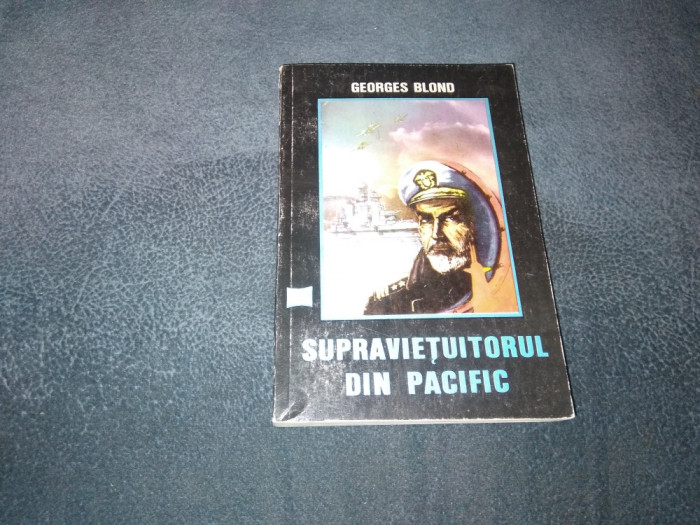 GEORGES BLOND
SUPRAVIEȚUITORUL
DIN PACIFIC